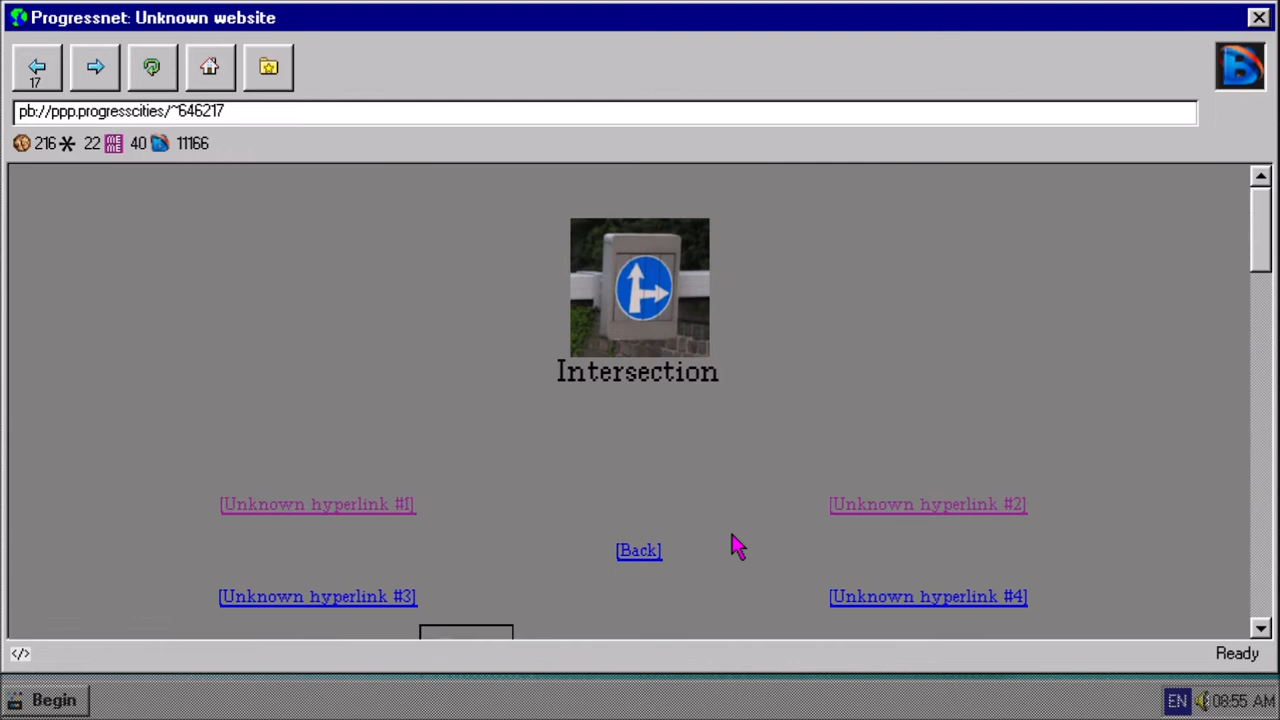 Progressnet: Unknown website
17
pb://ppp.progresscities/~646217
216 22 MEME 40 11166
Intersection
[Unknown hyperlink #1] [Unknown hyperlink #2]
[Back]
[Unknown hyperlink #3] [Unknown hyperlink #4]
</> Ready
Begin EN 08:55 AM